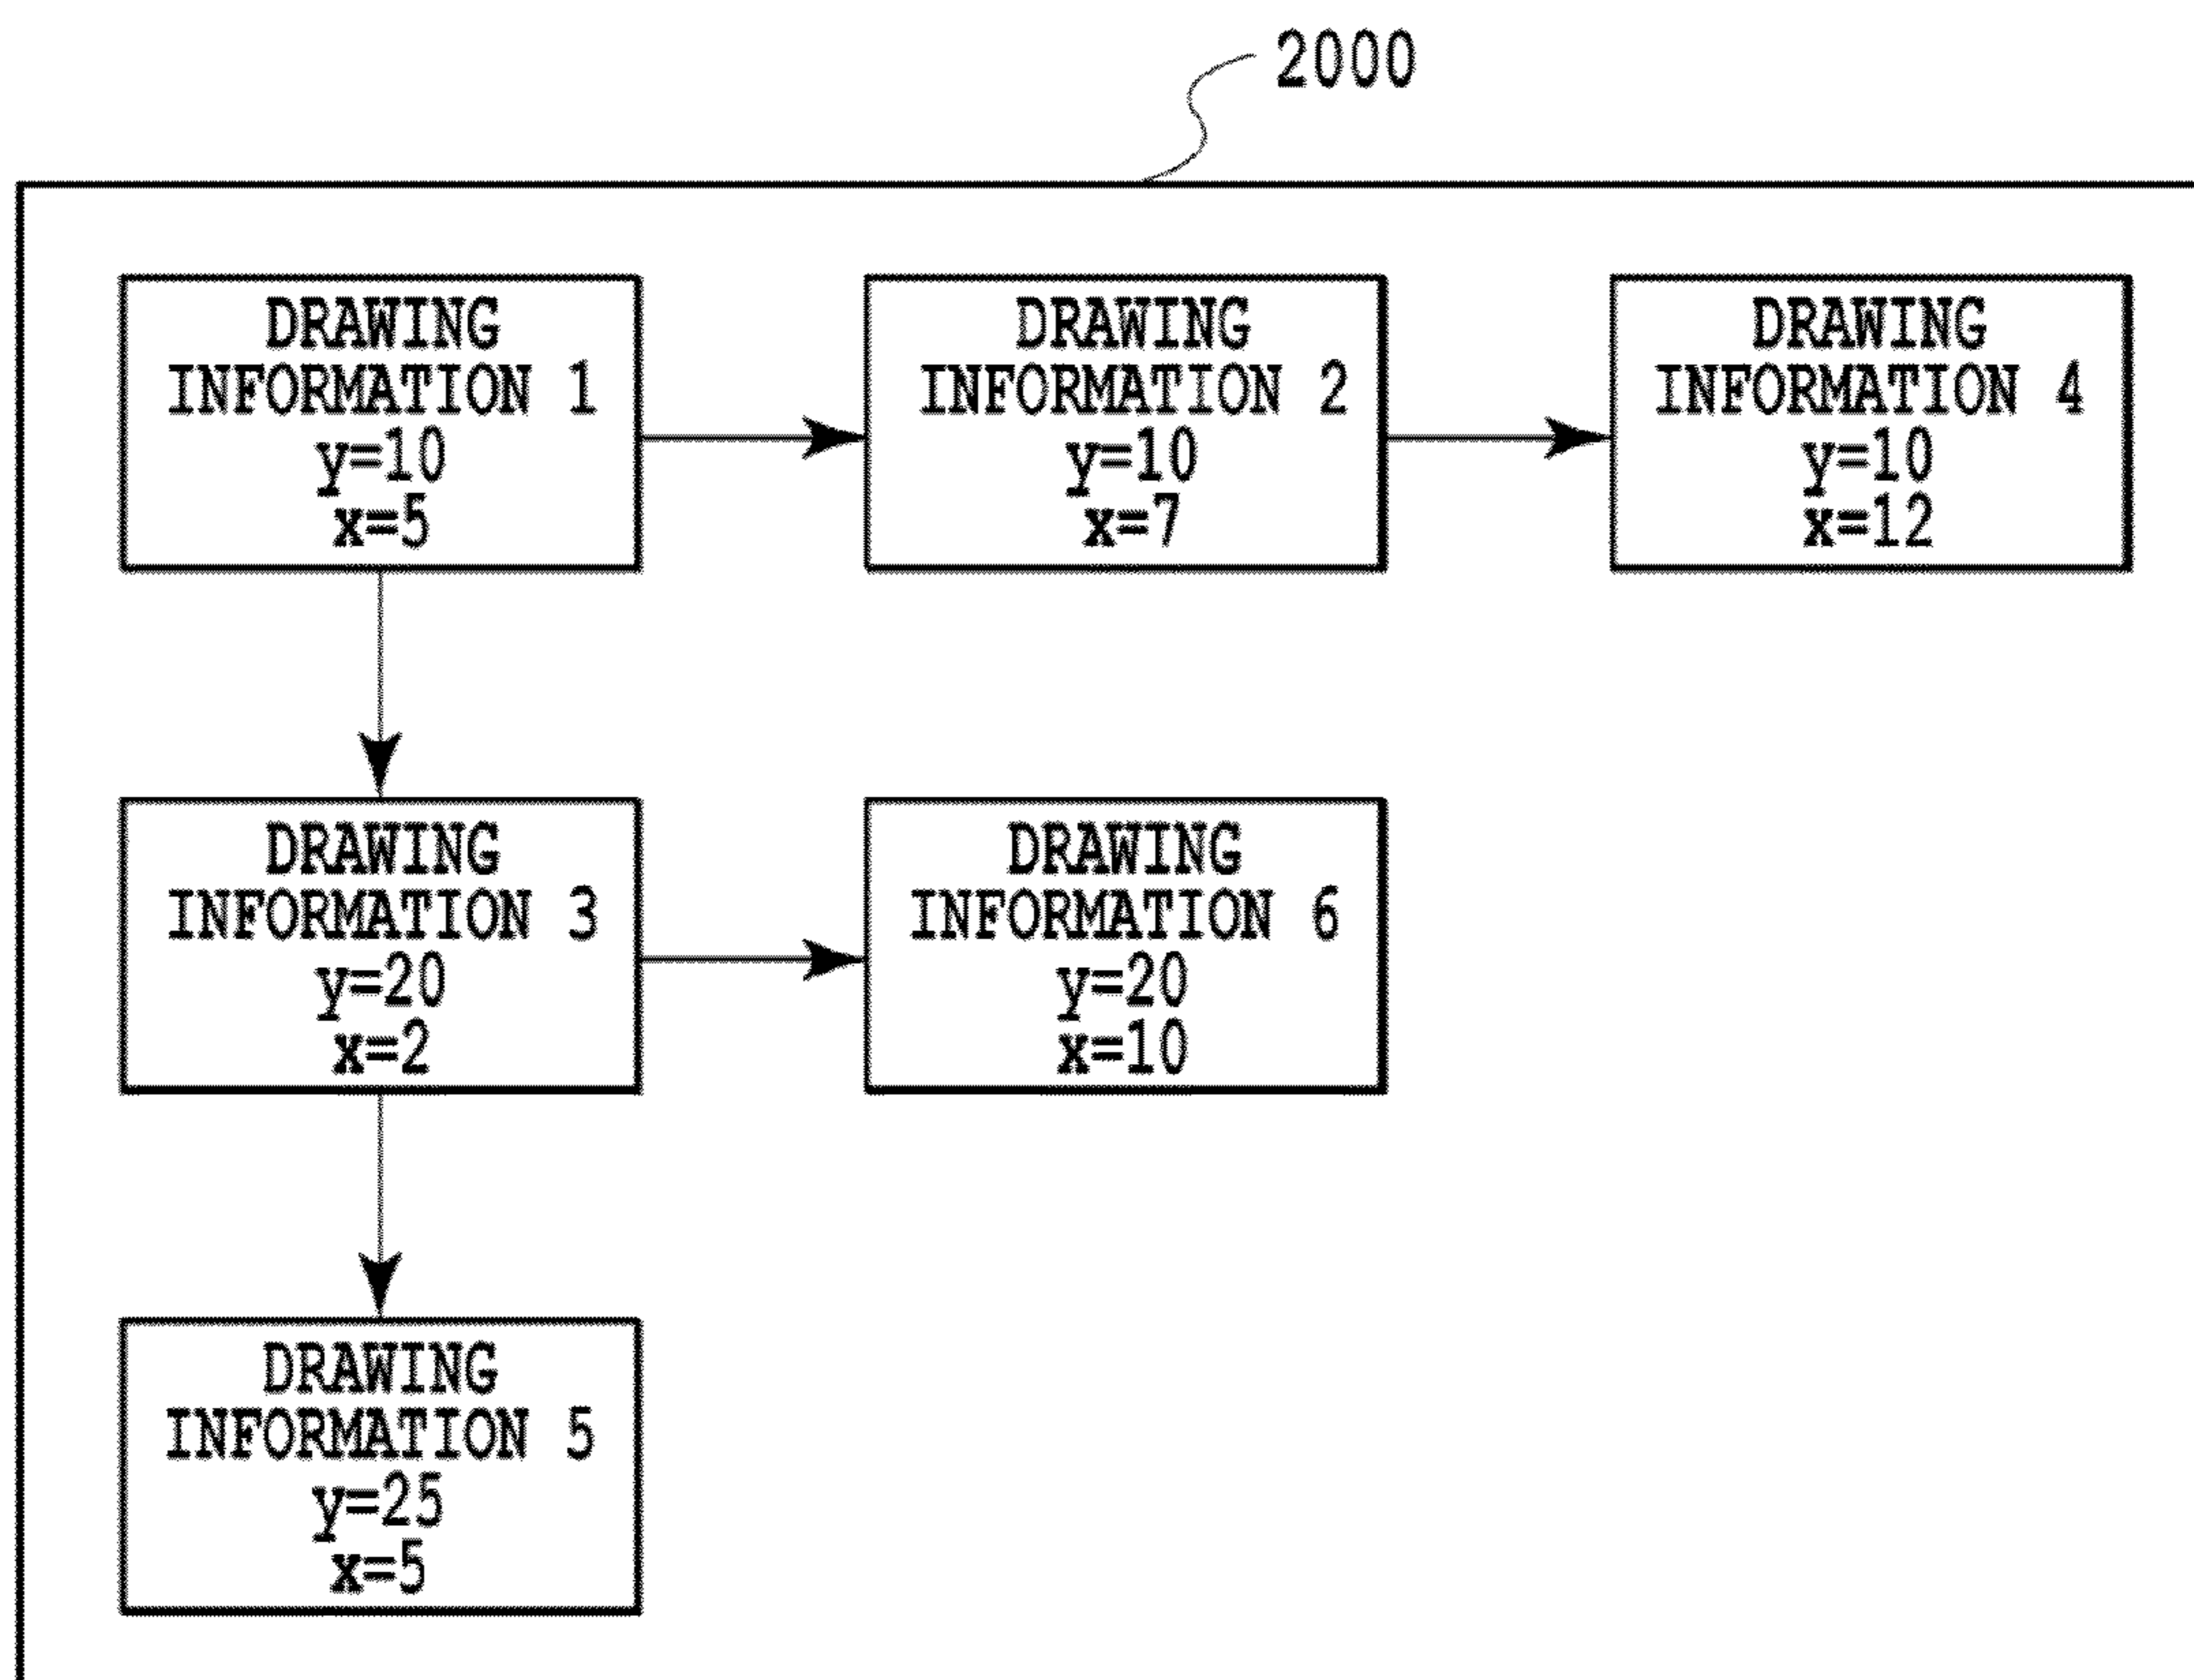 2000
DRAWING
INFORMATION 1
y=10
x=5
DRAWING
INFORMATION 2
y=10
x=7
DRAWING
INFORMATION 4
y=10
x=12
DRAWING
INFORMATION 3
y=20
x=2
DRAWING
INFORMATION 6
y=20
x=10
DRAWING
INFORMATION 5
y=25
x=5